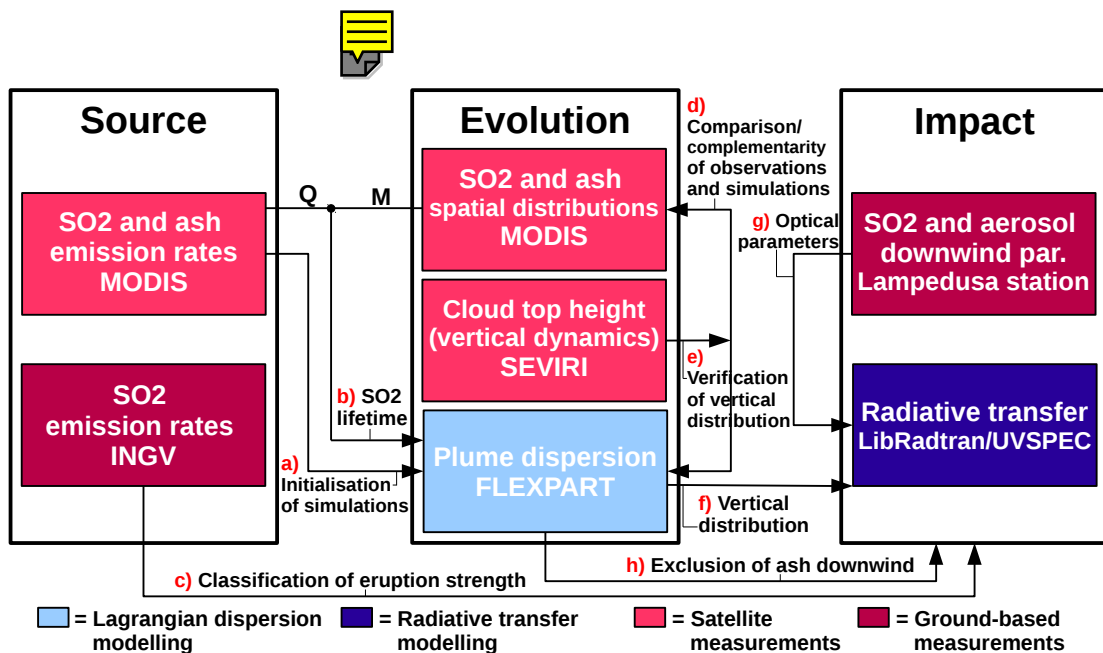 Source
SO2 and ash
emission rates
MODIS
SO2
emission rates
INGV
Q
M
b) SO2
lifetime
a)
Initialisation
of simulations
Evolution
SO2 and ash
spatial distributions
MODIS
Cloud top height
(vertical dynamics)
SEVIRI
Plume dispersion
FLEXPART
d)
Comparison/
complementarity
of observations
and simulations
g) Optical
parameters
e)
Verification
of vertical
distribution
f) Vertical
distribution
Impact
SO2 and aerosol
downwind par.
Lampedusa station
Radiative transfer
LibRadtran/UVSPEC
h) Exclusion of ash downwind
c) Classification of eruption strength
= Lagrangian dispersion
modelling
= Radiative transfer
modelling
= Satellite
measurements
= Ground-based
measurements